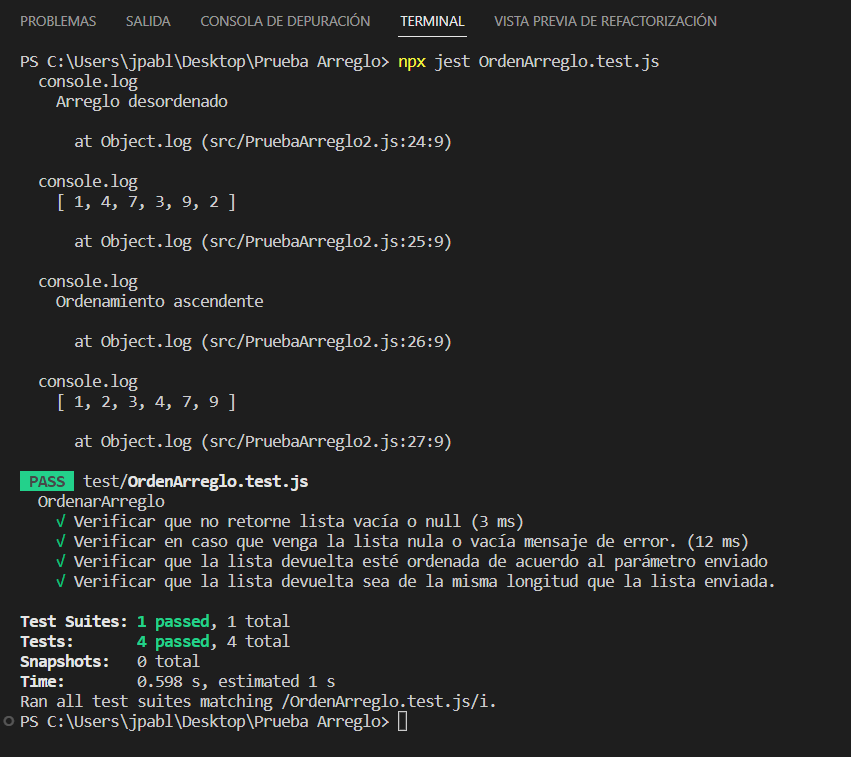 PROBLEMAS SALIDA CONSOLA DE DEPURACIÓN TERMINAL VISTA PREVIA DE REFACTORIZACIÓN
PS C:\Users\jpabl\Desktop\Prueba Arreglo> npx jest OrdenArreglo.test.js
console.log
Arreglo desordenado
at Object.log (src/PruebaArreglo2.js:24:9)
console.log
[ 1, 4, 7, 3, 9, 2 ]
at Object.log (src/PruebaArreglo2.js:25:9)
console.log
Ordenamiento ascendente
at Object.log (src/PruebaArreglo2.js:26:9)
console.log
[ 1, 2, 3, 4, 7, 9 ]
at Object.log (src/PruebaArreglo2.js:27:9)
PASS test/OrdenArreglo.test.js
OrdenarArreglo
√ Verificar que no retorne lista vacía o null (3 ms)
√ Verificar en caso que venga la lista nula o vacía mensaje de error. (12 ms)
√ Verificar que la lista devuelta esté ordenada de acuerdo al parámetro enviado
√ Verificar que la lista devuelta sea de la misma longitud que la lista enviada.
Test Suites: 1 passed, 1 total
Tests: 4 passed, 4 total
Snapshots: 0 total
Time: 0.598 s, estimated 1 s
Ran all test suites matching /OrdenArreglo.test.js/i.
PS C:\Users\jpabl\Desktop\Prueba Arreglo>